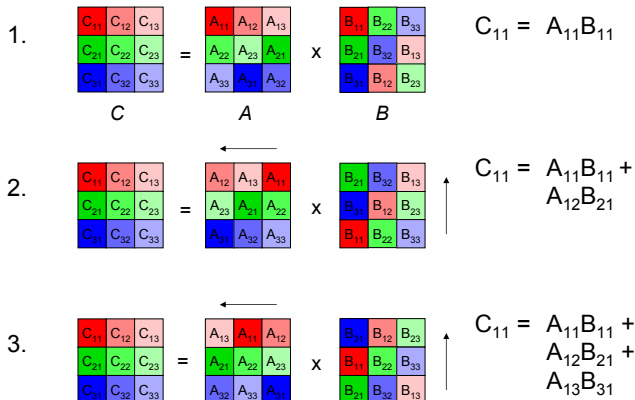 1.
C₁₁ C₁₂ C₁₃
C₂₁ C₂₂ C₂₃
C₃₁ C₃₂ C₃₃
C
=
A₁₁ A₁₂ A₁₃
A₂₂ A₂₃ A₂₁
A₃₃ A₃₁ A₃₂
A
x
B₁₁ B₂₂ B₃₃
B₂₁ B₃₂ B₁₃
B₃₁ B₁₂ B₂₃
B
C₁₁ = A₁₁B₁₁
2.
C₁₁ C₁₂ C₁₃
C₂₁ C₂₂ C₂₃
C₃₁ C₃₂ C₃₃
=
A₁₂ A₁₃ A₁₁
A₂₃ A₂₁ A₂₂
A₃₁ A₃₂ A₃₃
x
B₂₁ B₃₂ B₁₃
B₃₁ B₁₂ B₂₃
B₁₁ B₂₂ B₃₃
C₁₁ = A₁₁B₁₁ +
A₁₂B₂₁
3.
C₁₁ C₁₂ C₁₃
C₂₁ C₂₂ C₂₃
C₃₁ C₃₂ C₃₃
=
A₁₃ A₁₁ A₁₂
A₂₁ A₂₂ A₂₃
A₃₂ A₃₃ A₃₁
x
B₃₁ B₁₂ B₂₃
B₁₁ B₂₂ B₃₃
B₂₁ B₃₂ B₁₃
C₁₁ = A₁₁B₁₁ +
A₁₂B₂₁ +
A₁₃B₃₁